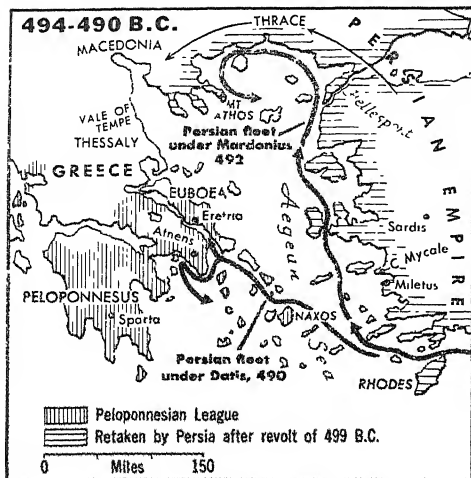 494-490 B.C.
THRACE
MACEDONIA
PERSIAN EMPIRE
Hellespont
MT
ATHOS
VALE OF
TEMPE
THESSALY
Persian fleet
under Mardonius
492
GREECE
EUBOEA
Eretria
Aegean
Sea
Athens
Sardis
C. Mycale
Miletus
PELOPONNESUS
Sparta
NAXOS
Persian fleet
under Datis, 490
RHODES
Peloponnesian League
Retaken by Persia after revolt of 499 B.C.
0 Miles 150